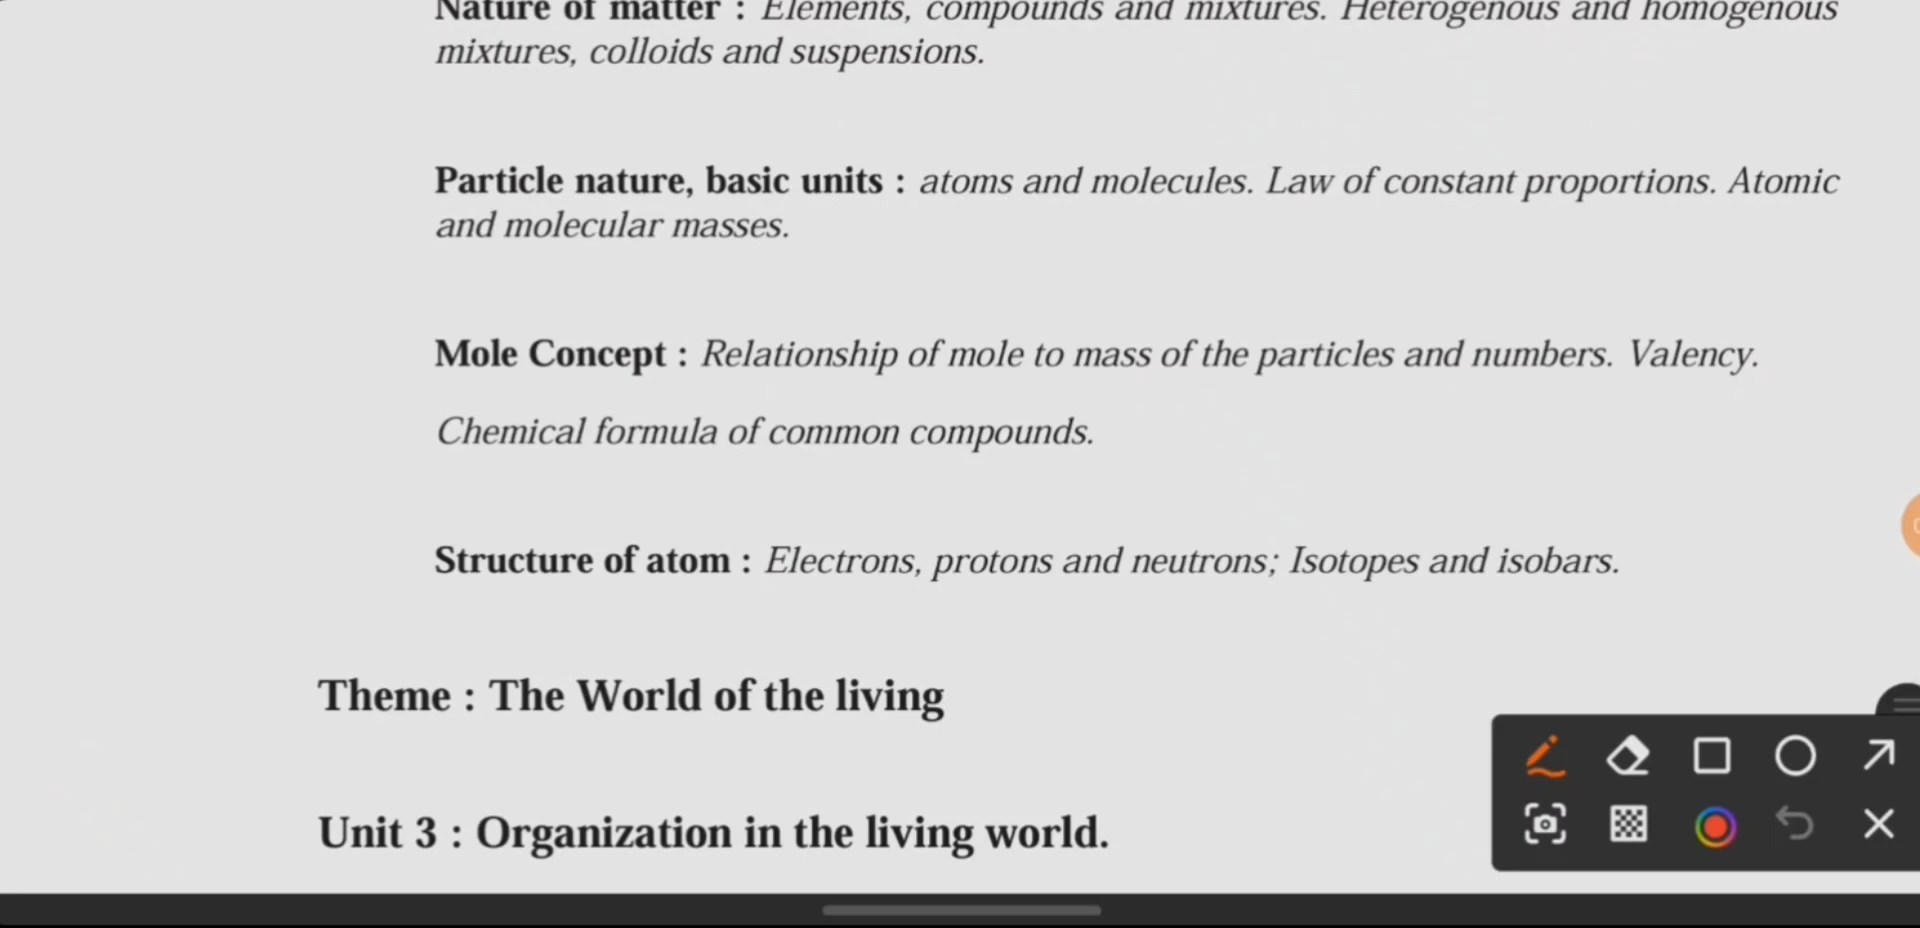 Nature of matter : Elements, compounds and mixtures. Heterogenous and homogenous
mixtures, colloids and suspensions.
Particle nature, basic units : atoms and molecules. Law of constant proportions. Atomic
and molecular masses.
Mole Concept : Relationship of mole to mass of the particles and numbers. Valency.
Chemical formula of common compounds.
Structure of atom : Electrons, protons and neutrons; Isotopes and isobars.
Theme : The World of the living
Unit 3 : Organization in the living world.